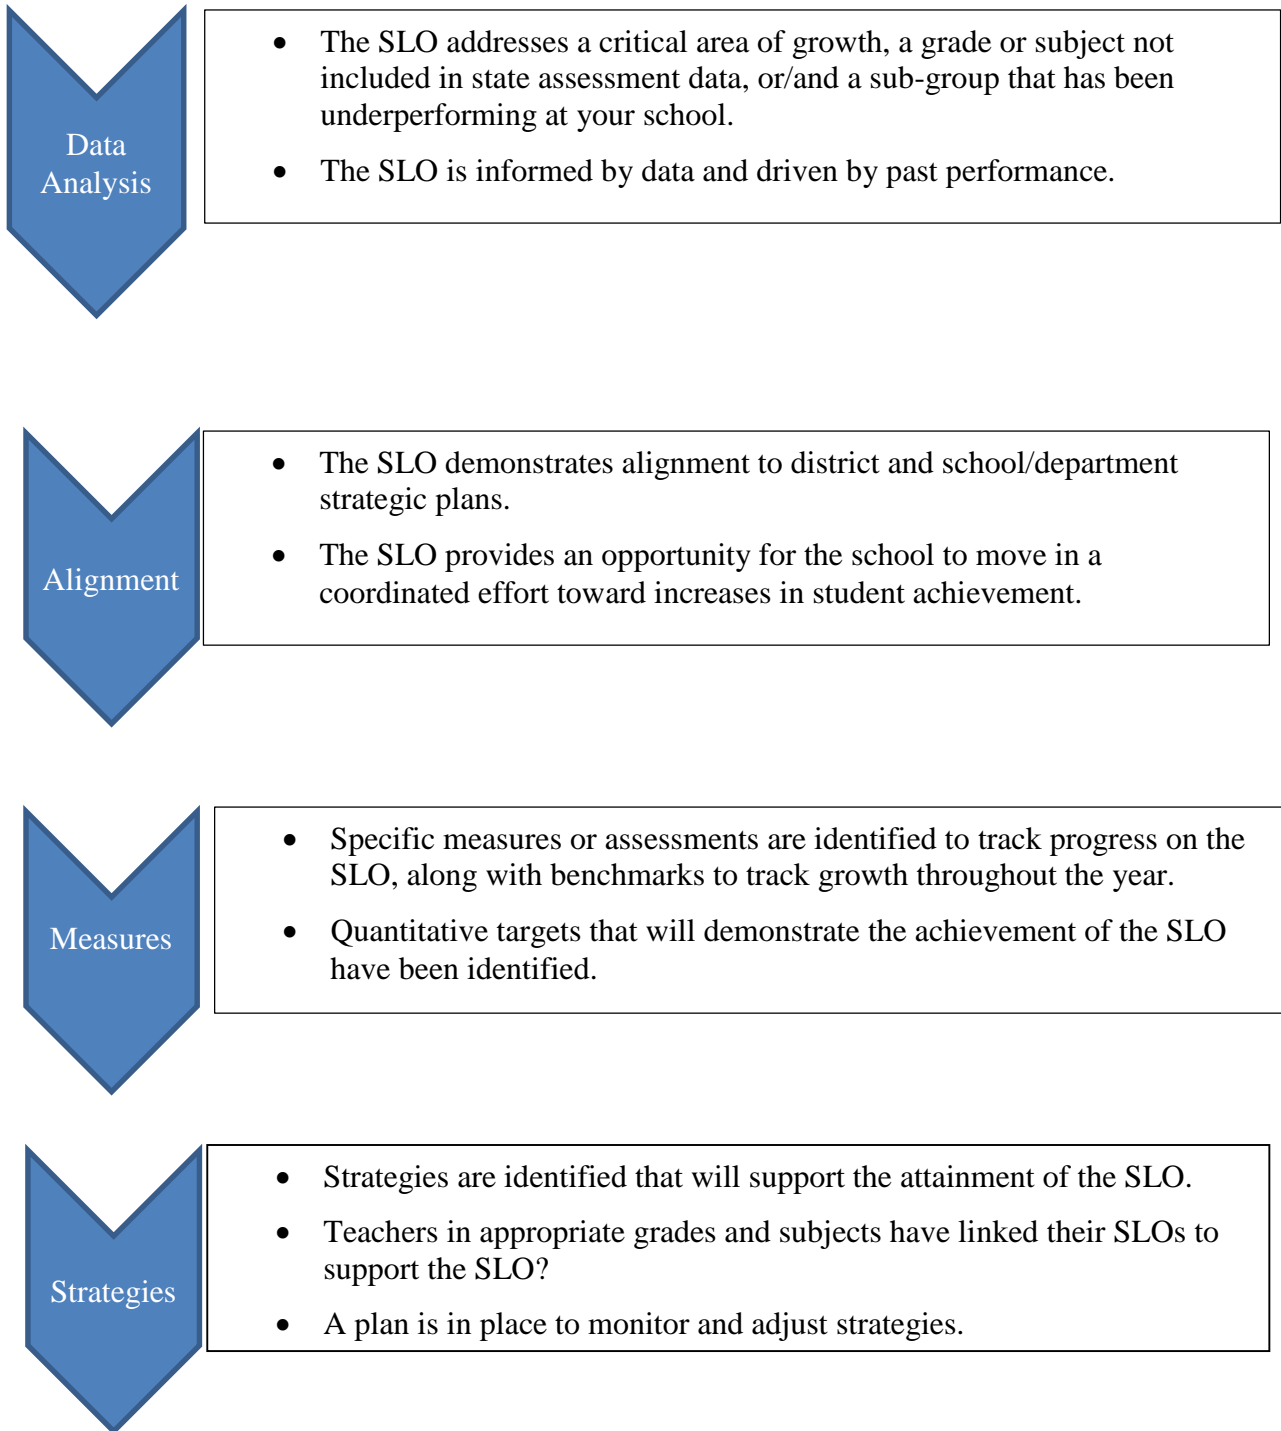 Data
Analysis
• The SLO addresses a critical area of growth, a grade or subject not
included in state assessment data, or/and a sub-group that has been
underperforming at your school.
• The SLO is informed by data and driven by past performance.
Alignment
• The SLO demonstrates alignment to district and school/department
strategic plans.
• The SLO provides an opportunity for the school to move in a
coordinated effort toward increases in student achievement.
Measures
• Specific measures or assessments are identified to track progress on the
SLO, along with benchmarks to track growth throughout the year.
• Quantitative targets that will demonstrate the achievement of the SLO
have been identified.
Strategies
• Strategies are identified that will support the attainment of the SLO.
• Teachers in appropriate grades and subjects have linked their SLOs to
support the SLO?
• A plan is in place to monitor and adjust strategies.